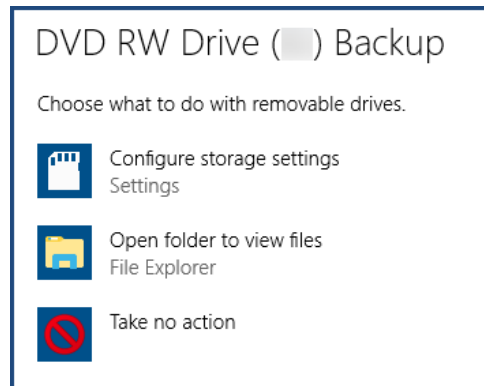 DVD RW Drive ( ) Backup
Choose what to do with removable drives.
Configure storage settings
Settings
Open folder to view files
File Explorer
Take no action